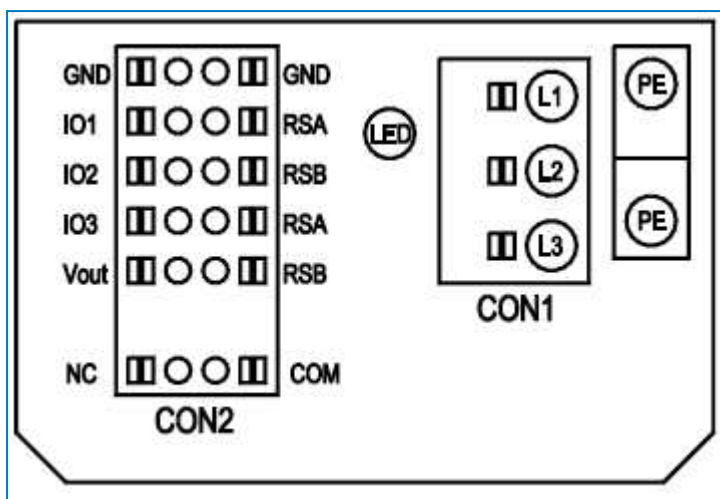 GND GND
IO1 RSA
IO2 RSB
IO3 RSA
Vout RSB
NC COM
CON2
LED
L1
L2
L3
CON1
PE
PE